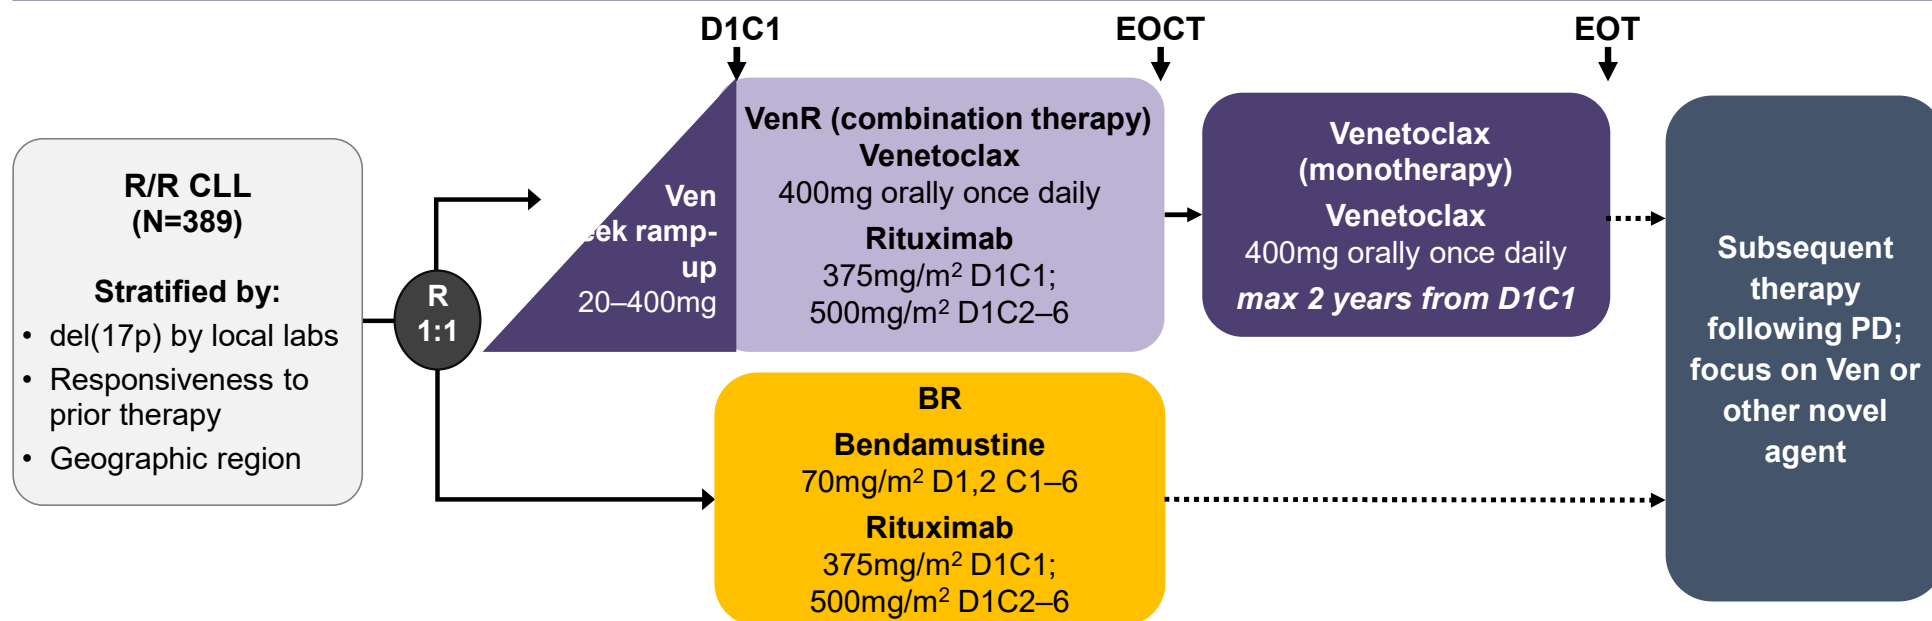 D1C1
EOCT
EOT
R/R CLL
(N=389)
Stratified by:
• del(17p) by local labs
• Responsiveness to
prior therapy
• Geographic region
R
1:1
Ven
eek ramp-
up
20–400mg
VenR (combination therapy)
Venetoclax
400mg orally once daily
Rituximab
375mg/m² D1C1;
500mg/m² D1C2–6
Venetoclax
(monotherapy)
Venetoclax
400mg orally once daily
max 2 years from D1C1
BR
Bendamustine
70mg/m² D1,2 C1–6
Rituximab
375mg/m² D1C1;
500mg/m² D1C2–6
Subsequent
therapy
following PD;
focus on Ven or
other novel
agent